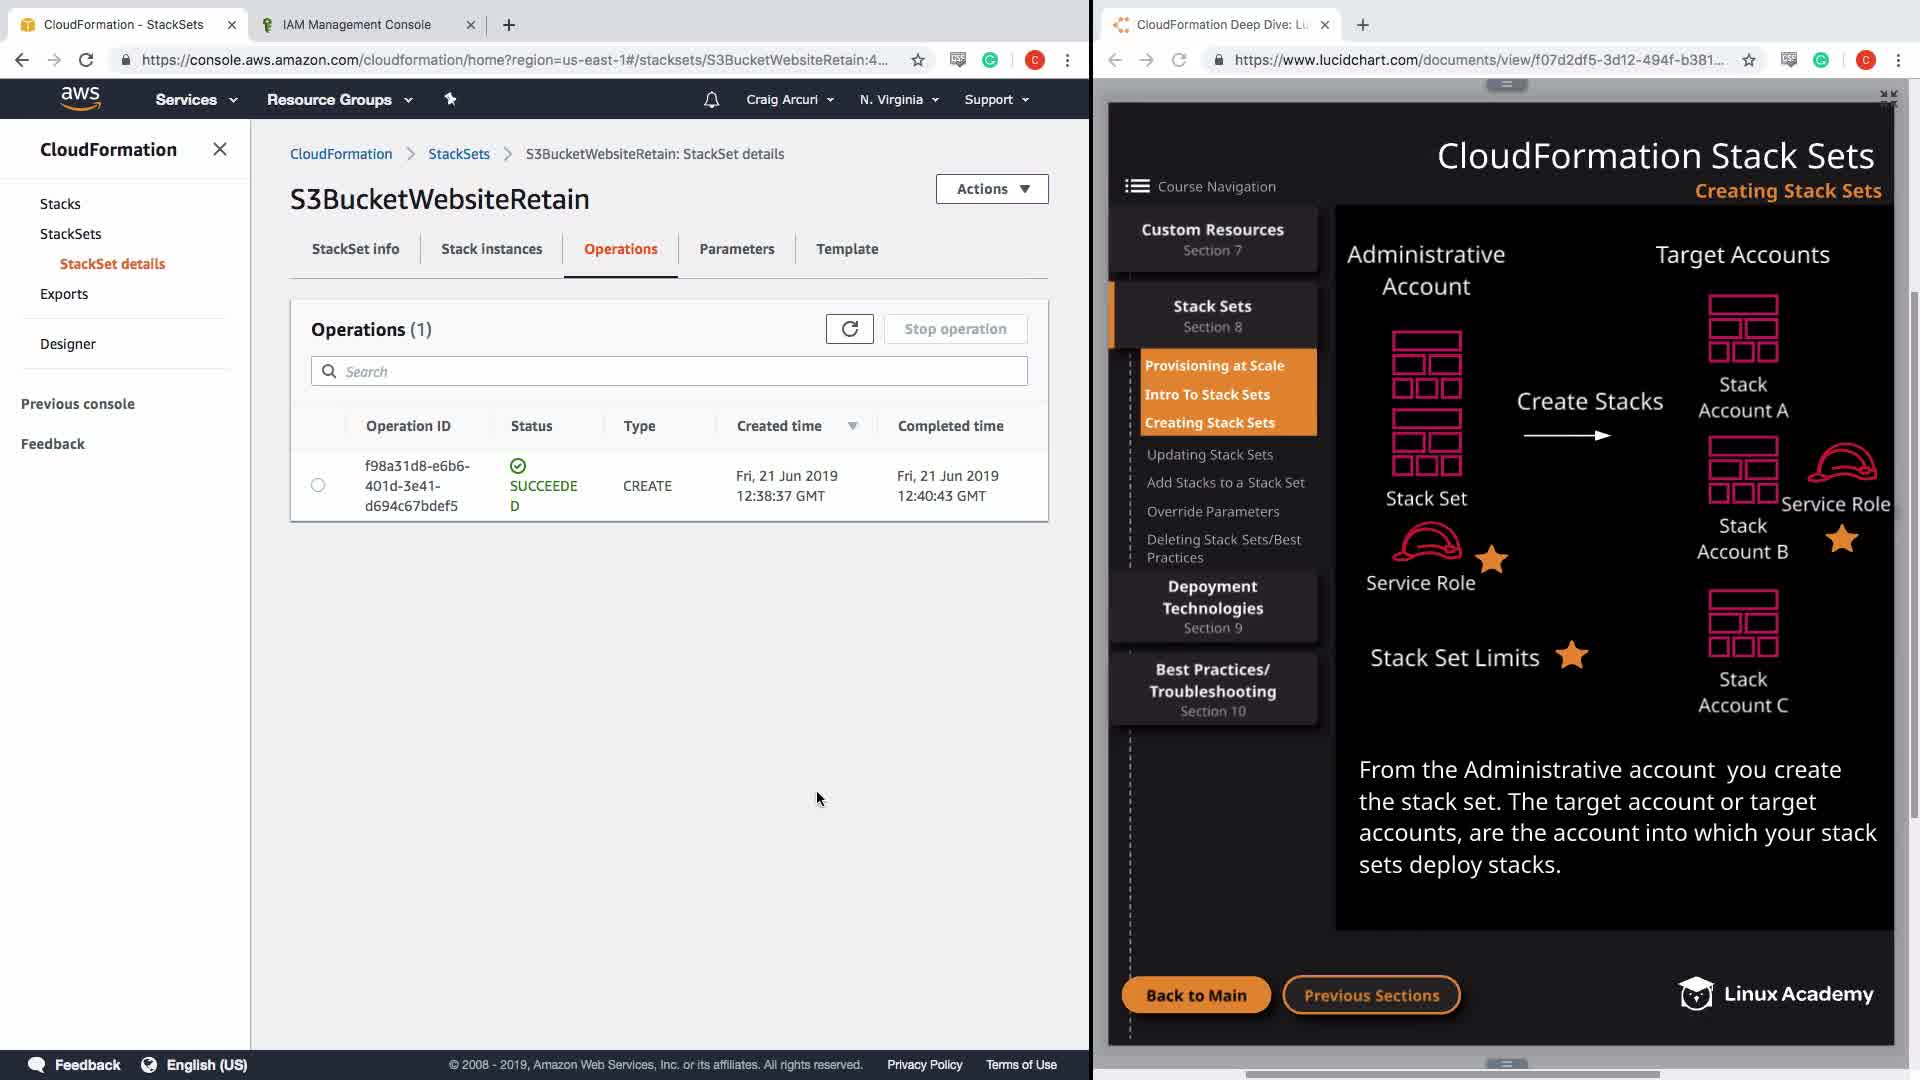 CloudFormation - StackSets
IAM Management Console
https://console.aws.amazon.com/cloudformation/home?region=us-east-1#/stacksets/S3BucketWebsiteRetain:4...
C
aws
Services
Resource Groups
Craig Arcuri
N. Virginia
Support
CloudFormation
Stacks
StackSets
StackSet details
Exports
Designer
Previous console
Feedback
CloudFormation
StackSets
S3BucketWebsiteRetain: StackSet details
S3BucketWebsiteRetain
Actions
StackSet info
Stack instances
Operations
Parameters
Template
Operations (1)
Stop operation
Search
Operation ID
Status
Type
Created time
Completed time
f98a31d8-e6b6-
401d-3e41-
d694c67bdef5
SUCCEEDE
D
CREATE
Fri, 21 Jun 2019
12:38:37 GMT
Fri, 21 Jun 2019
12:40:43 GMT
Feedback
English (US)
© 2008 - 2019, Amazon Web Services, Inc. or its affiliates. All rights reserved.
Privacy Policy
Terms of Use
CloudFormation Deep Dive: Lu
https://www.lucidchart.com/documents/view/f07d2df5-3d12-494f-b381...
C
CloudFormation Stack Sets
Creating Stack Sets
Course Navigation
Custom Resources
Section 7
Stack Sets
Section 8
Provisioning at Scale
Intro To Stack Sets
Creating Stack Sets
Updating Stack Sets
Add Stacks to a Stack Set
Override Parameters
Deleting Stack Sets/Best
Practices
Depoyment
Technologies
Section 9
Best Practices/
Troubleshooting
Section 10
Administrative
Account
Target Accounts
Create Stacks
Stack Set
Service Role
Stack
Account A
Stack
Account B
Service Role
Stack
Account C
Stack Set Limits
From the Administrative account you create
the stack set. The target account or target
accounts, are the account into which your stack
sets deploy stacks.
Back to Main
Previous Sections
Linux Academy